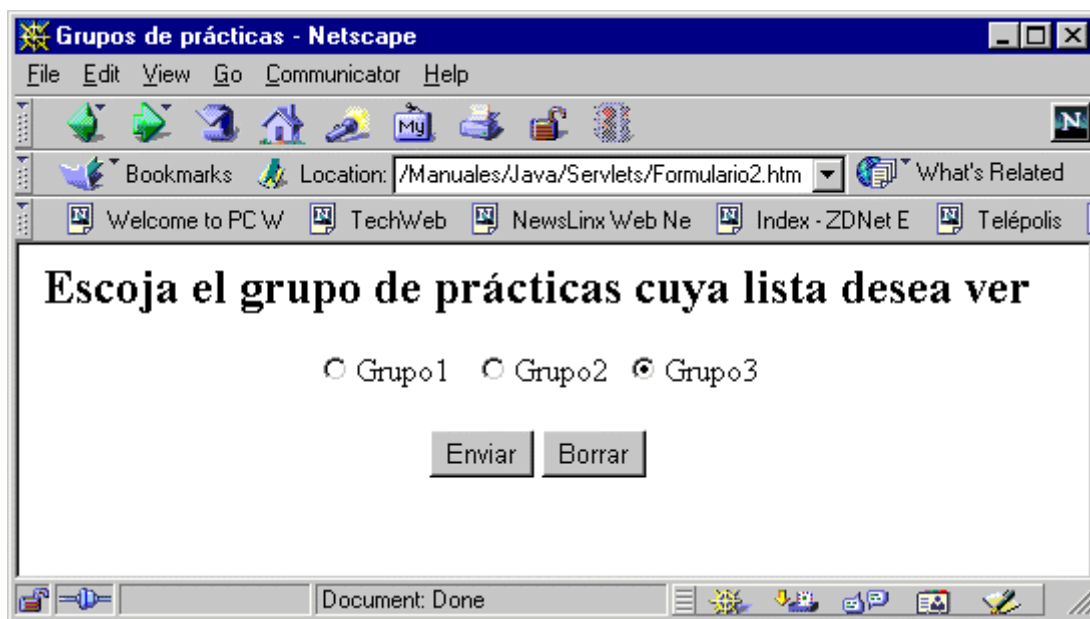 Grupos de prácticas - Netscape
File Edit View Go Communicator Help
My N
Bookmarks Location: /Manuales/Java/Servlets/Formulario2.htm What's Related
Welcome to PC W TechWeb NewsLinx Web Ne Index - ZDNet E Telépolis
Escoja el grupo de prácticas cuya lista desea ver
Grupo1 Grupo2 Grupo3
Enviar Borrar
Document: Done